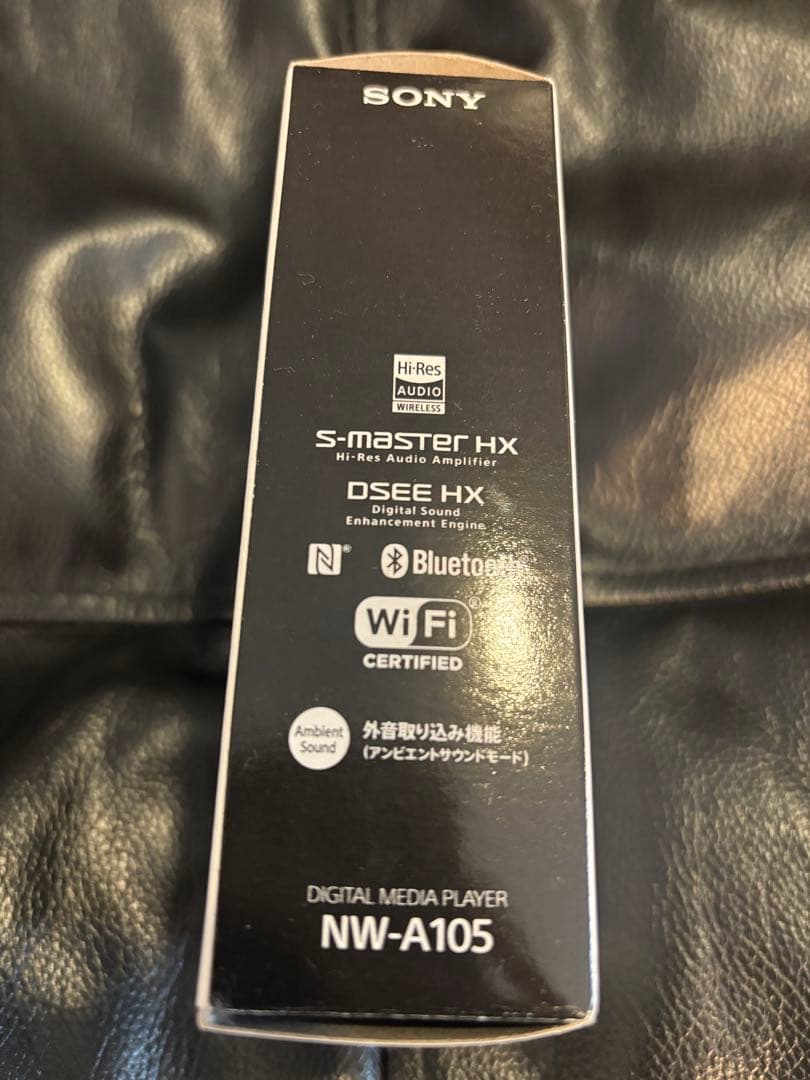 SONY
Hi-Res
AUDIO
WIRELESS
S-master HX
Hi-Res Audio Amplifier
DSEE HX
Digital Sound
Enhancement Engine
N® Bluetooth
Wi Fi®
CERTIFIED
Ambient
Sound
外音取り込み機能
(アンビエントサウンドモード)
DIGITAL MEDIA PLAYER
NW-A105